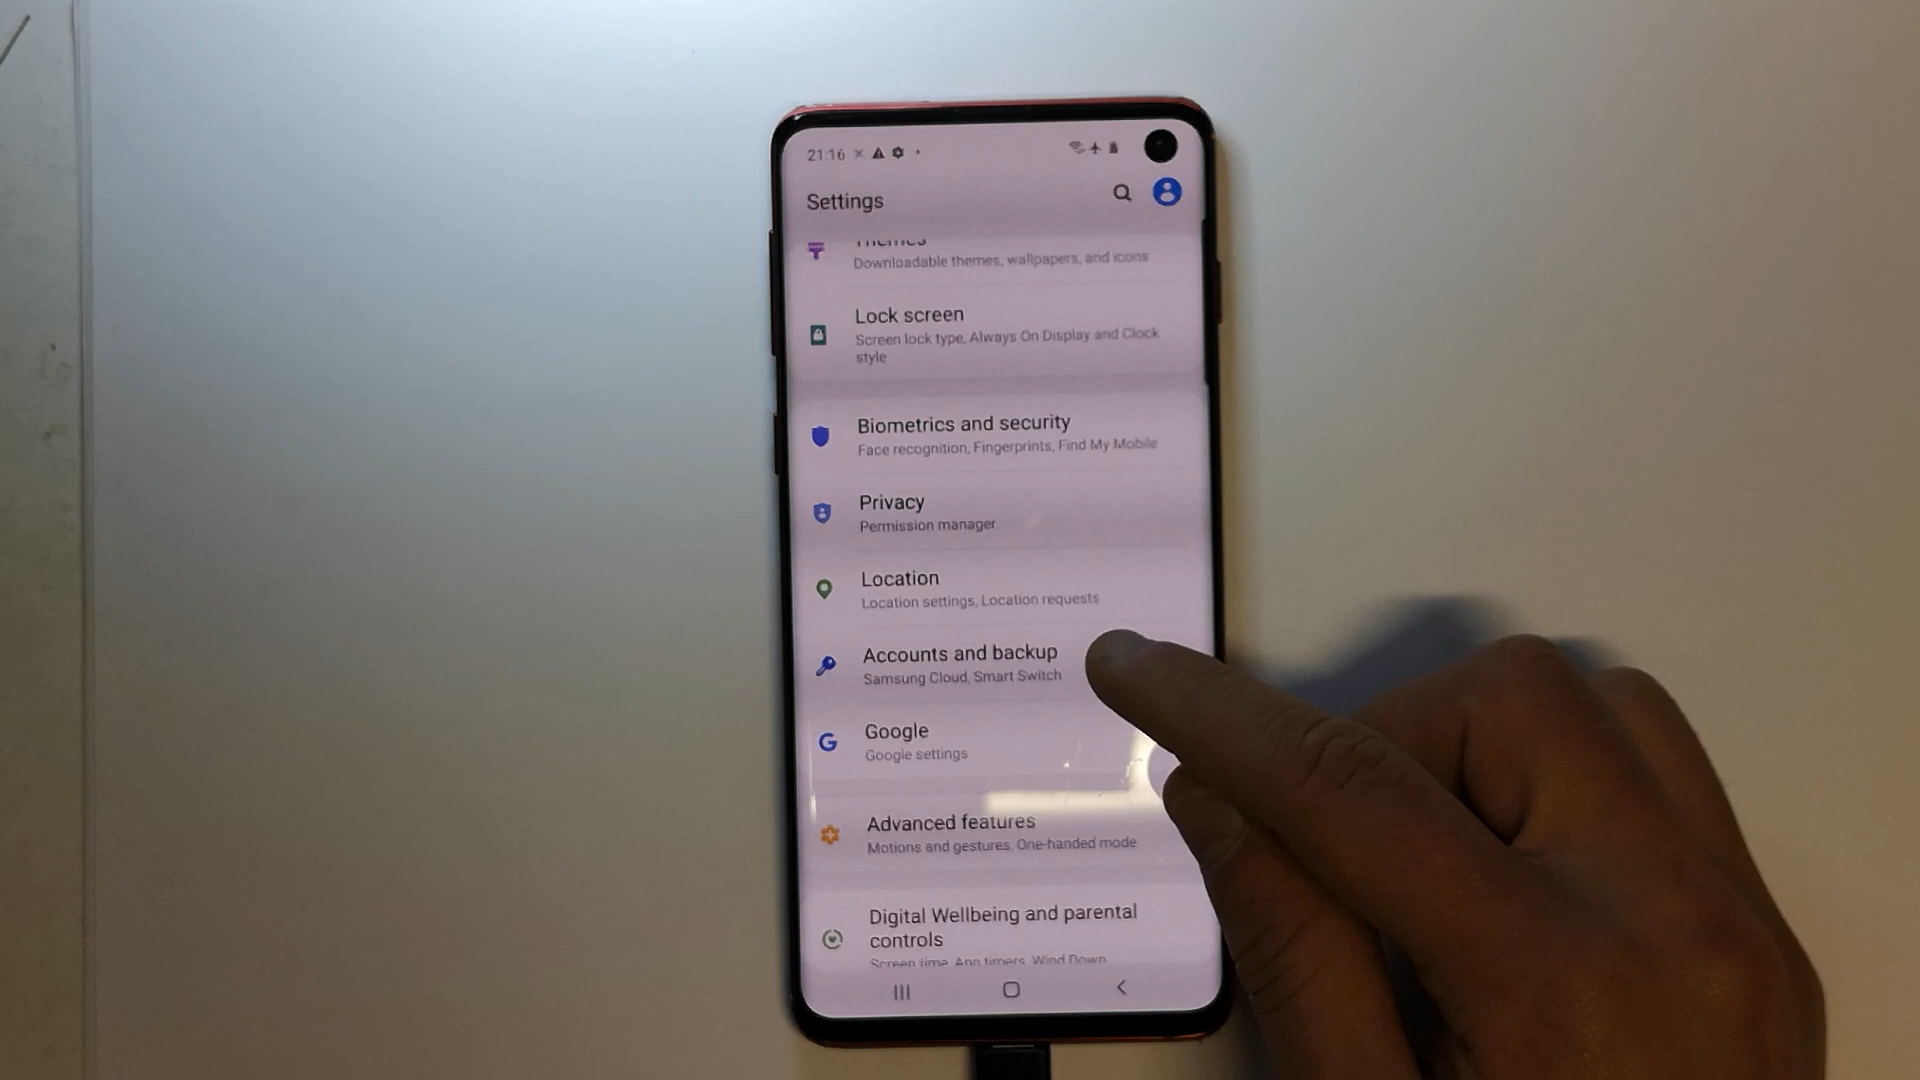 21:16
Settings
Themes
Downloadable themes, wallpapers, and icons
Lock screen
Screen lock type, Always On Display and Clock
style
Biometrics and security
Face recognition, Fingerprints, Find My Mobile
Privacy
Permission manager
Location
Location settings, Location requests
Accounts and backup
Samsung Cloud, Smart Switch
Google
Google settings
Advanced features
Motions and gestures, One-handed mode
Digital Wellbeing and parental
controls
Screen time, App timers, Wind Down